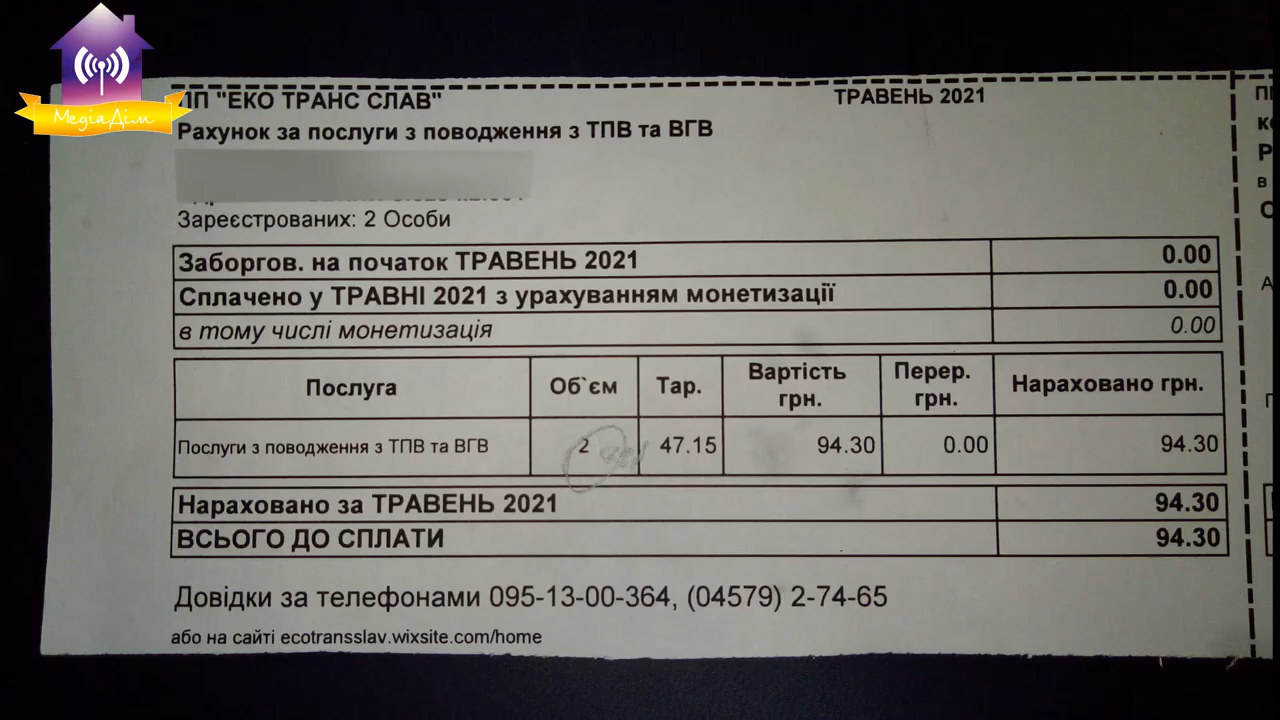 МедіаДім
ПП "ЕКО ТРАНС СЛАВ" ТРАВЕНЬ 2021
Рахунок за послуги з поводження з ТПВ та ВГВ
Зареєстрованих: 2 Особи
Заборгов. на початок ТРАВЕНЬ 2021 0.00
Сплачено у ТРАВНІ 2021 з урахуванням монетизації 0.00
в тому числі монетизація 0.00
Послуга Об`єм Тар. Вартість грн. Перер. грн. Нараховано грн.
Послуги з поводження з ТПВ та ВГВ 2 47.15 94.30 0.00 94.30
Нараховано за ТРАВЕНЬ 2021 94.30
ВСЬОГО ДО СПЛАТИ 94.30
Довідки за телефонами 095-13-00-364, (04579) 2-74-65
або на сайті ecotransslav.wixsite.com/home